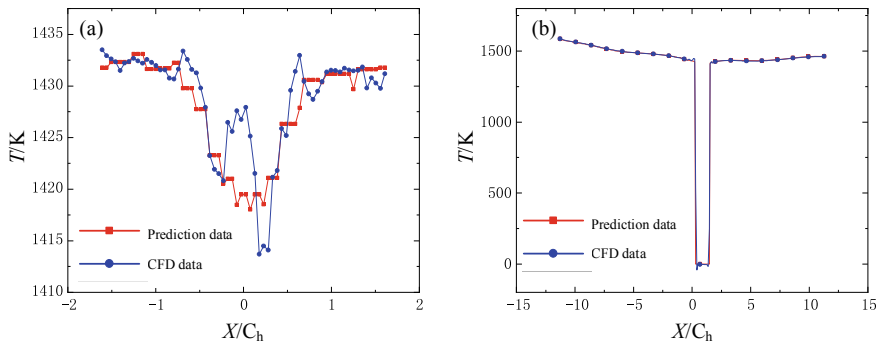 (a)
1435
1430
1425
1420
1415
1410
T/K
Prediction data
CFD data
−2
−1
0
1
2
X/Cₕ
(b)
1500
1000
500
0
T/K
Prediction data
CFD data
−15
−10
−5
0
5
10
15
X/Cₕ